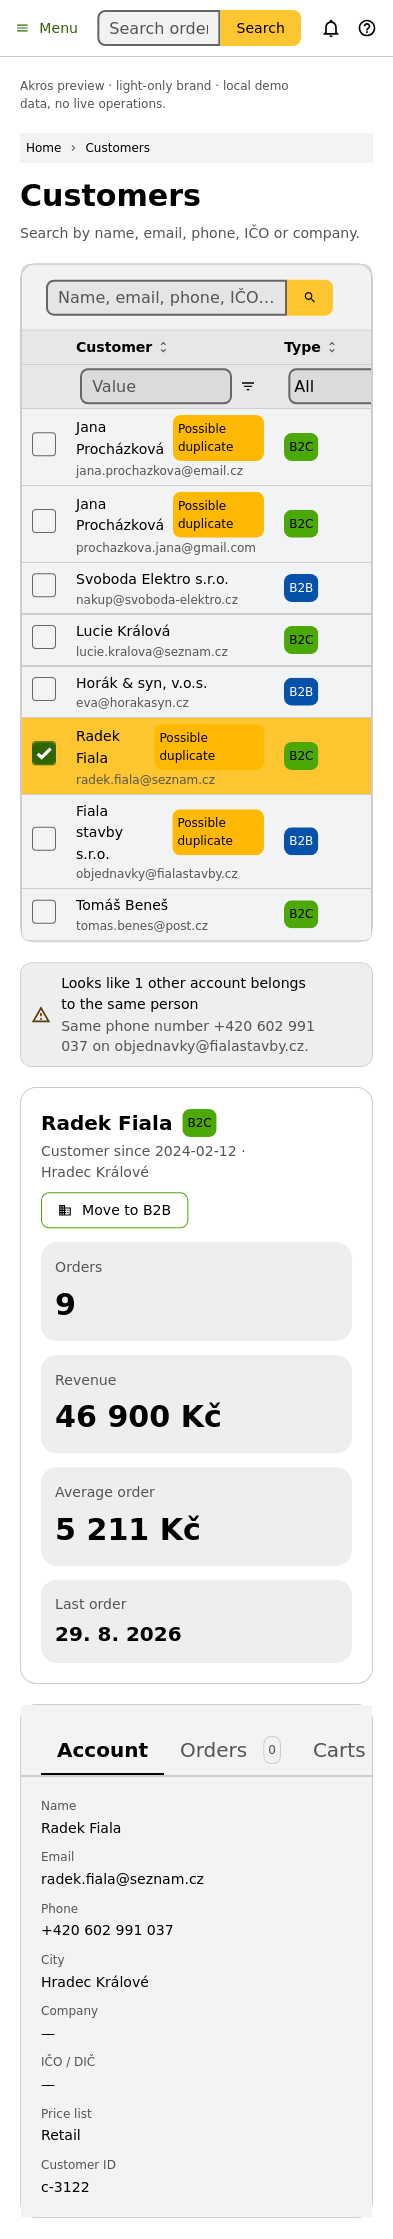 Menu
Search order
Search
Akros preview · light-only brand · local demo
data, no live operations.
Home › Customers
Customers
Search by name, email, phone, IČO or company.
Name, email, phone, IČO…
Customer
Type
Value
All
Jana
Procházková
Possible
duplicate
jana.prochazkova@email.cz
B2C
Jana
Procházková
Possible
duplicate
prochazkova.jana@gmail.com
B2C
Svoboda Elektro s.r.o.
nakup@svoboda-elektro.cz
B2B
Lucie Králová
lucie.kralova@seznam.cz
B2C
Horák & syn, v.o.s.
eva@horakasyn.cz
B2B
Radek
Fiala
Possible
duplicate
radek.fiala@seznam.cz
B2C
Fiala
stavby
s.r.o.
Possible
duplicate
objednavky@fialastavby.cz
B2B
Tomáš Beneš
tomas.benes@post.cz
B2C
Looks like 1 other account belongs
to the same person
Same phone number +420 602 991
037 on objednavky@fialastavby.cz.
Radek Fiala B2C
Customer since 2024-02-12 ·
Hradec Králové
Move to B2B
Orders
9
Revenue
46 900 Kč
Average order
5 211 Kč
Last order
29. 8. 2026
Account
Orders 0
Carts
Name
Radek Fiala
Email
radek.fiala@seznam.cz
Phone
+420 602 991 037
City
Hradec Králové
Company
—
IČO / DIČ
—
Price list
Retail
Customer ID
c-3122